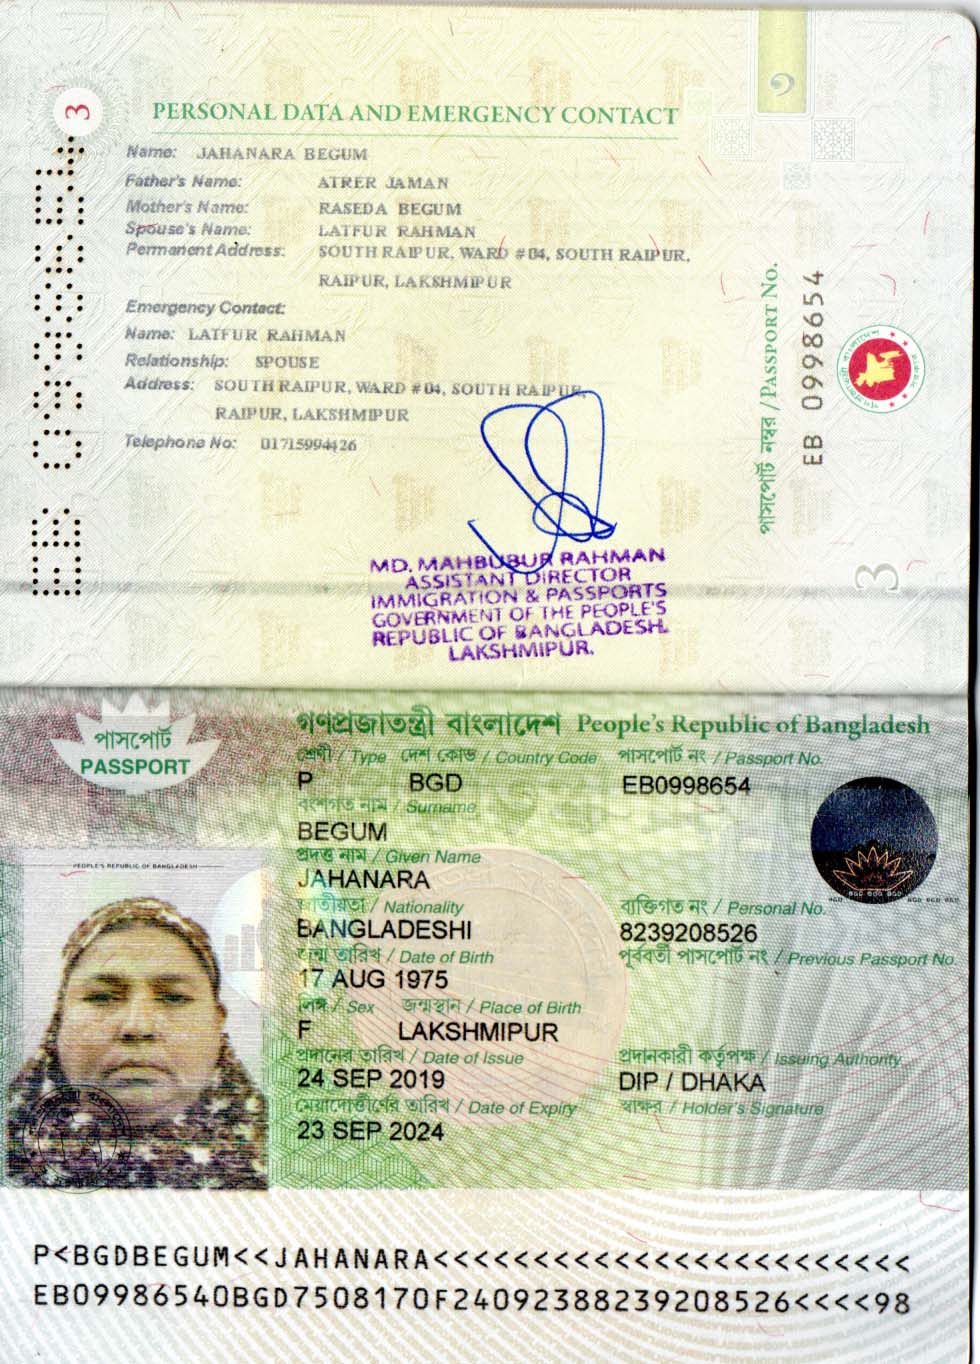 3
PERSONAL DATA AND EMERGENCY CONTACT
Name: JAHANARA BEGUM
Father's Name: ATRER JAMAN
Mother's Name: RASEDA BEGUM
Spouse's Name: LATFUR RAHMAN
Permanent Address: SOUTH RAIPUR, WARD # 04, SOUTH RAIPUR,
RAIPUR, LAKSHMIPUR
Emergency Contact:
Name: LATFUR RAHMAN
Relationship: SPOUSE
Address: SOUTH RAIPUR, WARD # 04, SOUTH RAIPUR,
RAIPUR, LAKSHMIPUR
Telephone No: 01715994426
EB 0998654
পাসপোর্ট নম্বর / PASSPORT No.
EB 0998654
3
MD. MAHBUBUR RAHMAN
ASSISTANT DIRECTOR
IMMIGRATION & PASSPORTS
GOVERNMENT OF THE PEOPLE'S
REPUBLIC OF BANGLADESH.
LAKSHMIPUR.
পাসপোর্ট
PASSPORT
গণপ্রজাতন্ত্রী বাংলাদেশ People's Republic of Bangladesh
শ্রেণী / Type দেশ কোড / Country Code পাসপোর্ট নং / Passport No.
P BGD EB0998654
বংশগত নাম / Surname
BEGUM
প্রদত্ত নাম / Given Name
JAHANARA
জাতীয়তা / Nationality ব্যক্তিগত নং / Personal No.
BANGLADESHI 8239208526
জন্ম তারিখ / Date of Birth পূর্ববর্তী পাসপোর্ট নং / Previous Passport No.
17 AUG 1975
লিঙ্গ / Sex জন্মস্থান / Place of Birth
F LAKSHMIPUR
প্রদানের তারিখ / Date of Issue প্রদানকারী কর্তৃপক্ষ / Issuing Authority
24 SEP 2019 DIP / DHAKA
মেয়াদোত্তীর্ণের তারিখ / Date of Expiry স্বাক্ষর / Holder's Signature
23 SEP 2024
PEOPLE'S REPUBLIC OF BANGLADESH
BGD BGD BGD
P<BGDBEGUM<<JAHANARA<<<<<<<<<<<<<<<<<<<<<<<<
EB09986540BGD7508170F24092388239208526<<<<98